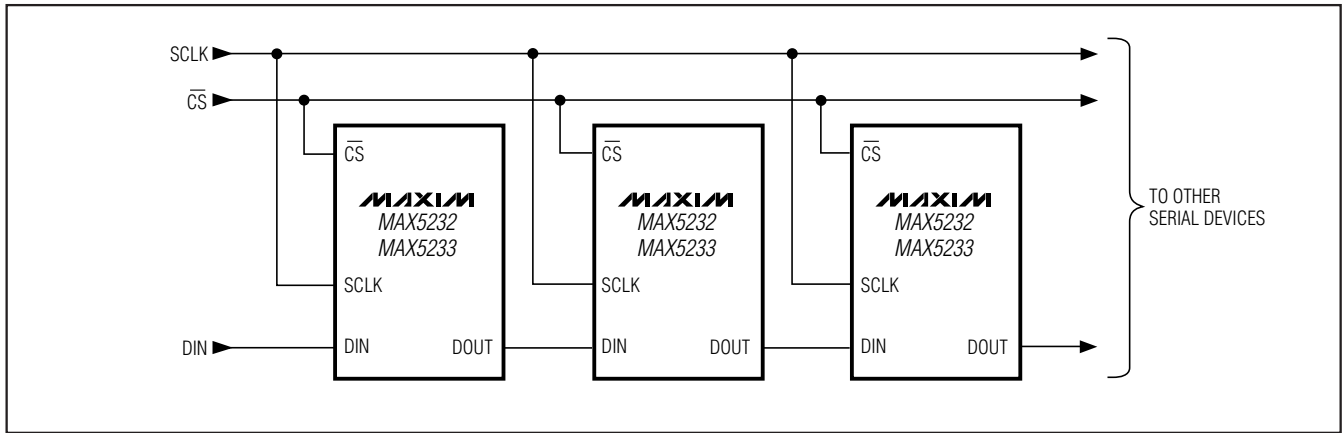 SCLK
CS
CS
MAXIM
MAX5232
MAX5233
SCLK
DIN
DOUT
CS
MAXIM
MAX5232
MAX5233
SCLK
DIN
DOUT
CS
MAXIM
MAX5232
MAX5233
SCLK
DIN
DOUT
DIN
TO OTHER
SERIAL DEVICES